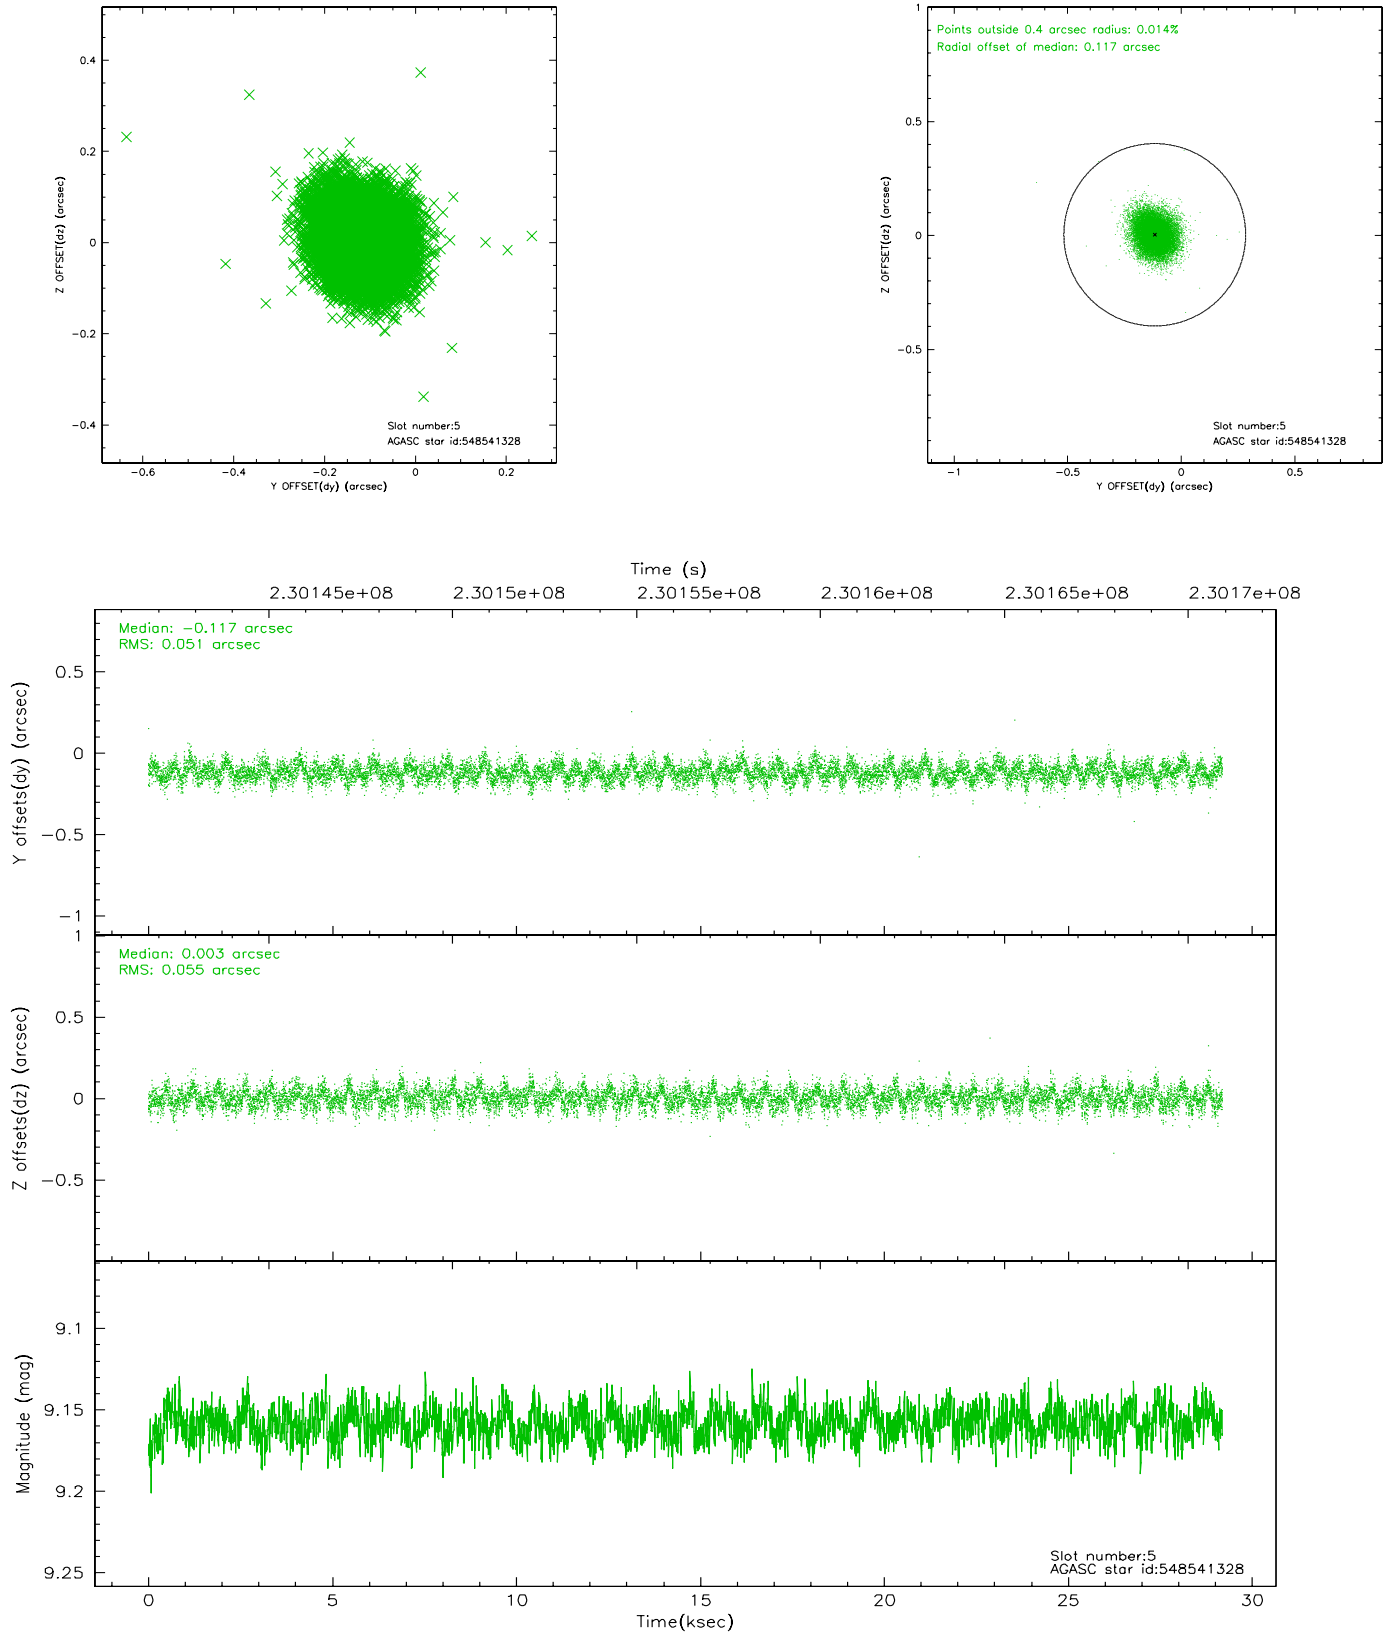 0.4
0.2
0
−0.2
−0.4
Z OFFSET(dz) (arcsec)
−0.6
−0.4
−0.2
0
0.2
Y OFFSET(dy) (arcsec)
Slot number:5
AGASC star id:548541328
Points outside 0.4 arcsec radius: 0.014%
Radial offset of median: 0.117 arcsec
1
0.5
0
−0.5
Z OFFSET(dz) (arcsec)
−1
−0.5
0
0.5
Y OFFSET(dy) (arcsec)
Slot number:5
AGASC star id:548541328
Time (s)
2.30145e+08
2.3015e+08
2.30155e+08
2.3016e+08
2.30165e+08
2.3017e+08
Median: −0.117 arcsec
RMS: 0.051 arcsec
0.5
0
−0.5
−1
Y offsets(dy) (arcsec)
Median: 0.003 arcsec
RMS: 0.055 arcsec
1
0.5
0
−0.5
Z offsets(dz) (arcsec)
9.1
9.15
9.2
9.25
Magnitude (mag)
Slot number:5
AGASC star id:548541328
0
5
10
15
20
25
30
Time(ksec)